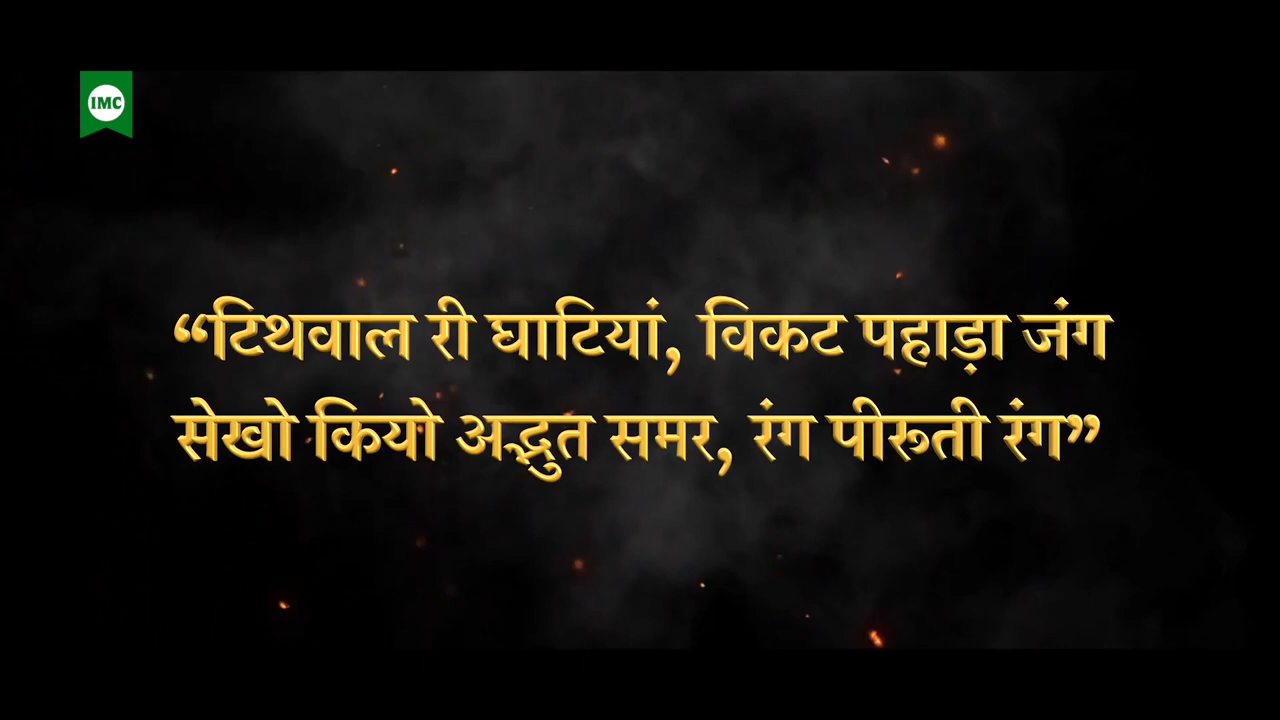 IMC
“टिथवाल री घाटियां, विकट पहाड़ा जंग
सेखो कियो अद्भुत समर, रंग पीरूती रंग”